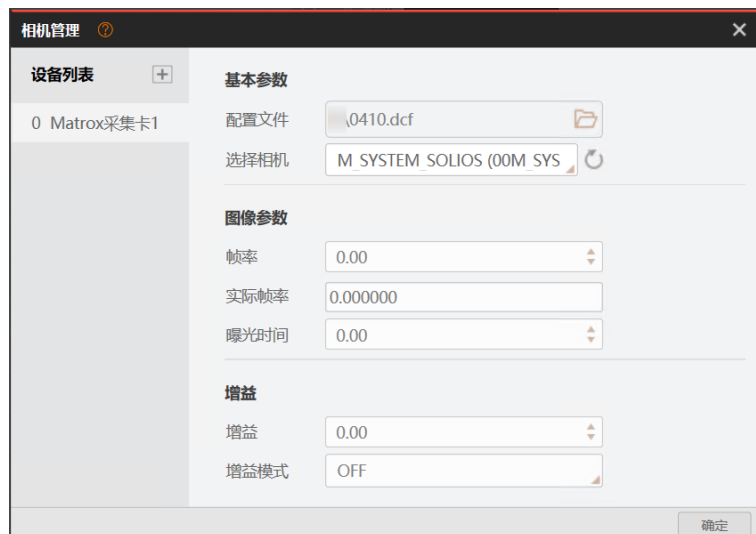 相机管理
设备列表
0 Matrox采集卡1
基本参数
配置文件 \0410.dcf
选择相机 M_SYSTEM_SOLIOS (00M_SYS
图像参数
帧率 0.00
实际帧率 0.000000
曝光时间 0.00
增益
增益 0.00
增益模式 OFF
确定